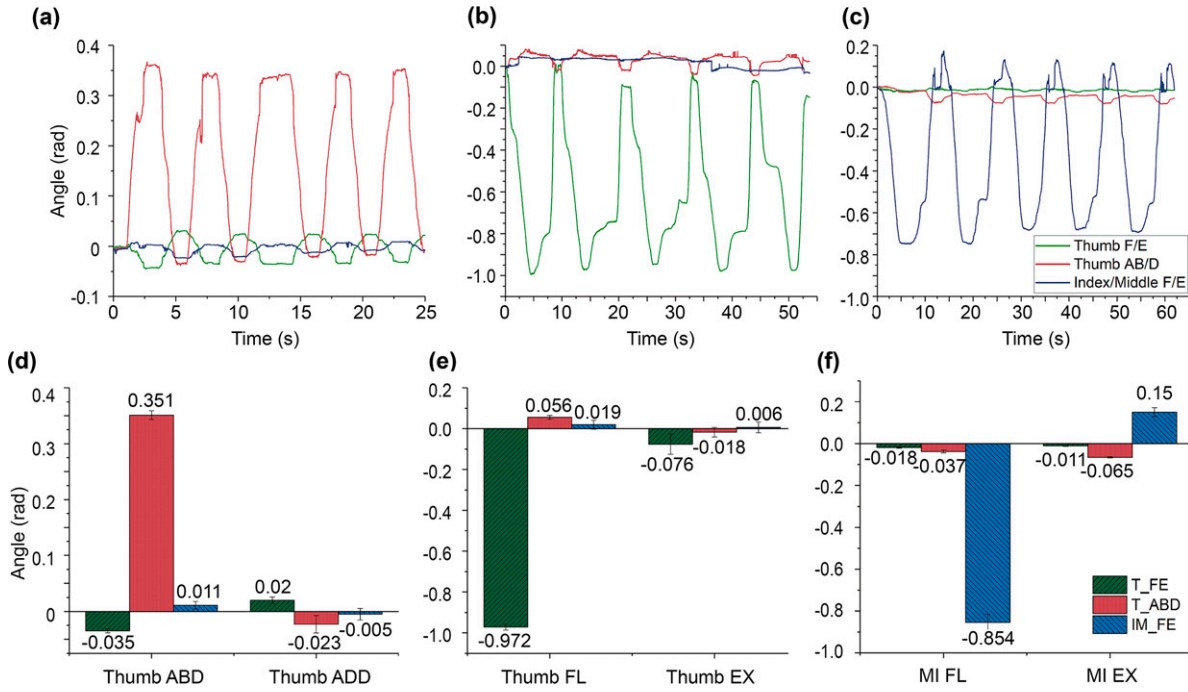 (a)
(b)
(c)
0.4
0.3
0.2
0.1
0
-0.1
Angle (rad)
0 5 10 15 20 25
Time (s)
0.0
-0.2
-0.4
-0.6
-0.8
-1.0
0 10 20 30 40 50
Time (s)
0.2
0.0
-0.2
-0.4
-0.6
-0.8
-1.0
0 10 20 30 40 50 60
Time (s)
Thumb F/E
Thumb AB/D
Index/Middle F/E
(d)
(e)
(f)
0.4
0.3
0.2
0.1
0
Angle (rad)
0.351
0.011
0.02
-0.035
-0.023
-0.005
Thumb ABD Thumb ADD
0.2
0.0
-0.2
-0.4
-0.6
-0.8
-1.0
0.056
0.019
0.006
-0.076
-0.018
-0.972
Thumb FL Thumb EX
0.2
0.0
-0.2
-0.4
-0.6
-0.8
-1.0
0.15
-0.018
-0.037
-0.011
-0.065
-0.854
T_FE
T_ABD
IM_FE
MI FL MI EX